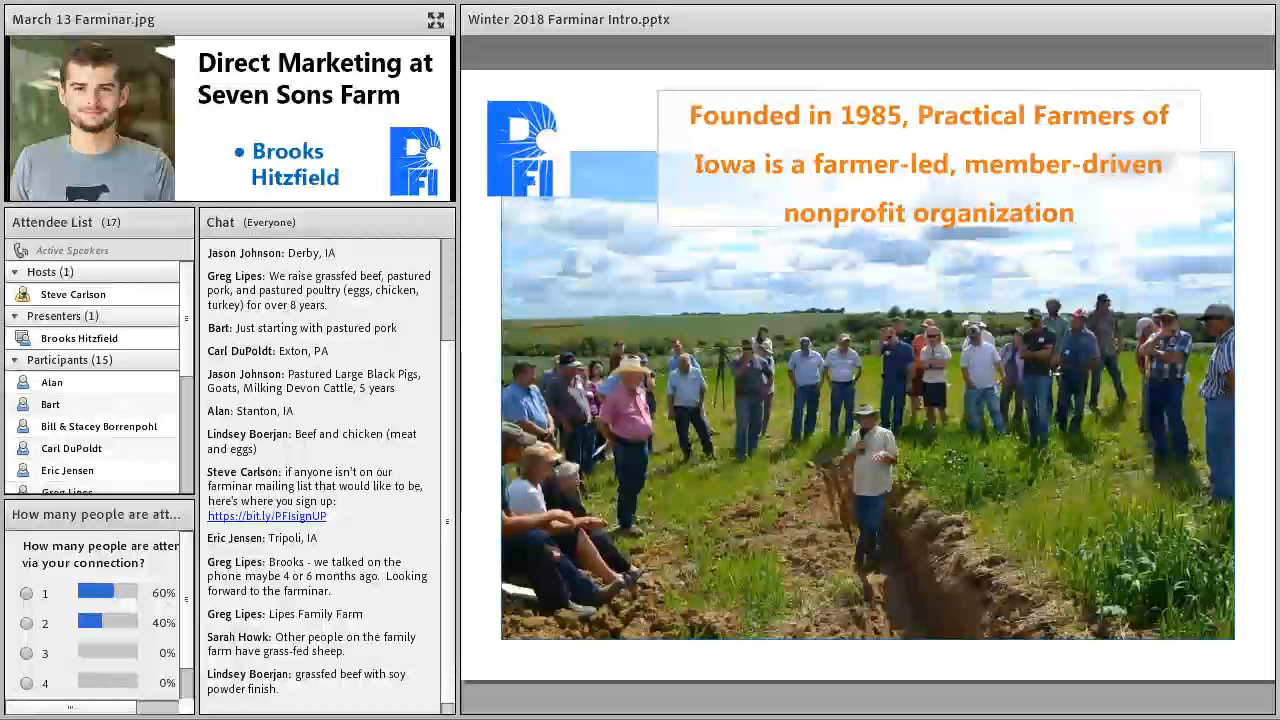 March 13 Farminar.jpg
Direct Marketing at
Seven Sons Farm
• Brooks
Hitzfield
PFI
Attendee List (17)
Active Speakers
Hosts (1)
Steve Carlson
Presenters (1)
Brooks Hitzfield
Participants (15)
Alan
Bart
Bill & Stacey Borrenpohl
Carl DuPoldt
Eric Jensen
Greg Lipes
How many people are att...
How many people are atter
via your connection?
1 60%
2 40%
3 0%
4 0%
Chat (Everyone)
Jason Johnson: Derby, IA
Greg Lipes: We raise grassfed beef, pastured
pork, and pastured poultry (eggs, chicken,
turkey) for over 8 years.
Bart: Just starting with pastured pork
Carl DuPoldt: Exton, PA
Jason Johnson: Pastured Large Black Pigs,
Goats, Milking Devon Cattle, 5 years
Alan: Stanton, IA
Lindsey Boerjan: Beef and chicken (meat
and eggs)
Steve Carlson: if anyone isn't on our
farminar mailing list that would like to be,
here's where you sign up:
https://bit.ly/PFIsignUP
Eric Jensen: Tripoli, IA
Greg Lipes: Brooks - we talked on the
phone maybe 4 or 6 months ago. Looking
forward to the farminar.
Greg Lipes: Lipes Family Farm
Sarah Howk: Other people on the family
farm have grass-fed sheep.
Lindsey Boerjan: grassfed beef with soy
powder finish.
Winter 2018 Farminar Intro.pptx
PFI
Founded in 1985, Practical Farmers of
Iowa is a farmer-led, member-driven
nonprofit organization